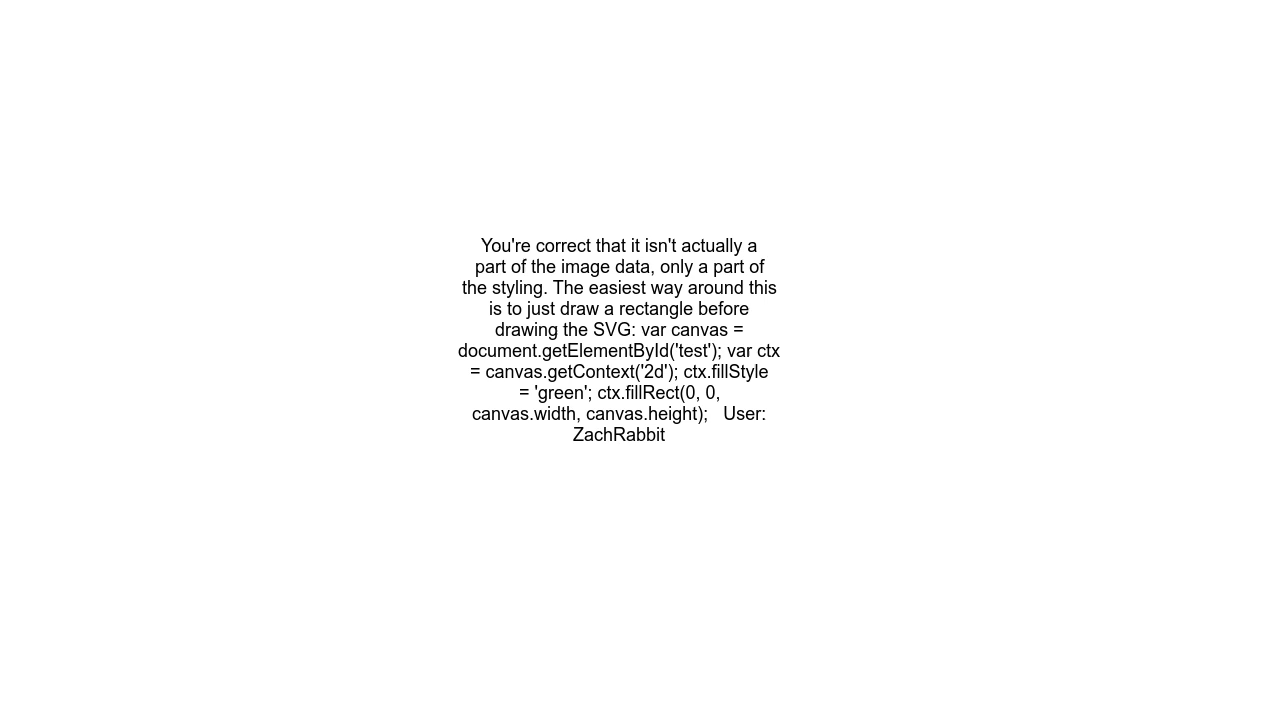 You're correct that it isn't actually a
part of the image data, only a part of
the styling. The easiest way around this
is to just draw a rectangle before
drawing the SVG: var canvas =
document.getElementById('test'); var ctx
= canvas.getContext('2d'); ctx.fillStyle
= 'green'; ctx.fillRect(0, 0,
canvas.width, canvas.height);   User:
ZachRabbit